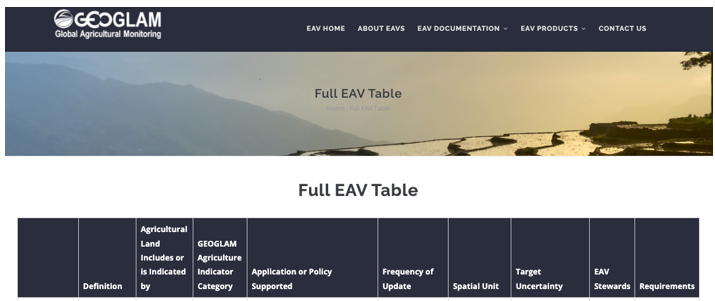 GEOGLAM
Global Agricultural Monitoring
EAV HOME ABOUT EAVS EAV DOCUMENTATION EAV PRODUCTS CONTACT US
Full EAV Table
Home / Full EAV Table
Full EAV Table
Definition
Agricultural
Land
Includes or
is Indicated
by
GEOGLAM
Agriculture
Indicator
Category
Application or Policy
Supported
Frequency of
Update
Spatial Unit
Target
Uncertainty
EAV
Stewards
Requirements